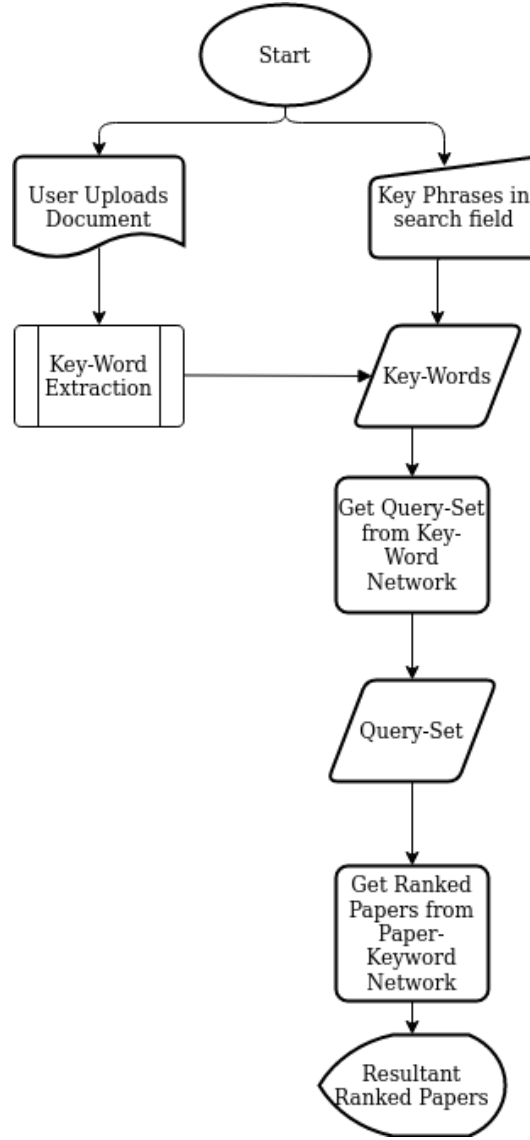 Start
User Uploads
Document
Key Phrases in
search field
Key-Word
Extraction
Key-Words
Get Query-Set
from Key-
Word
Network
Query-Set
Get Ranked
Papers from
Paper-
Keyword
Network
Resultant
Ranked Papers